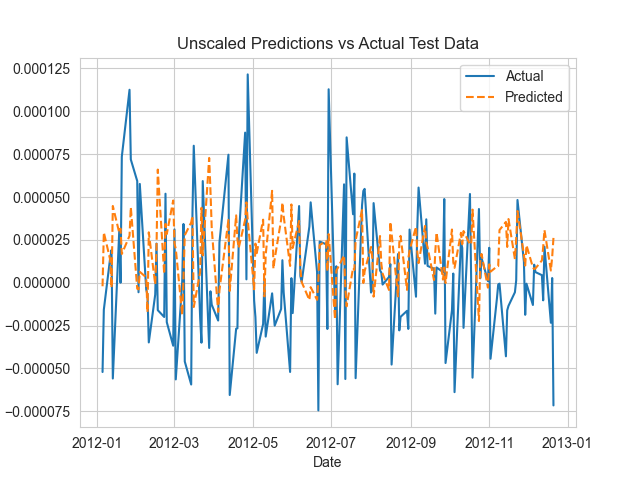 Unscaled Predictions vs Actual Test Data
Actual
Predicted
0.000125
0.000100
0.000075
0.000050
0.000025
0.000000
−0.000025
−0.000050
−0.000075
2012-01 2012-03 2012-05 2012-07 2012-09 2012-11 2013-01
Date